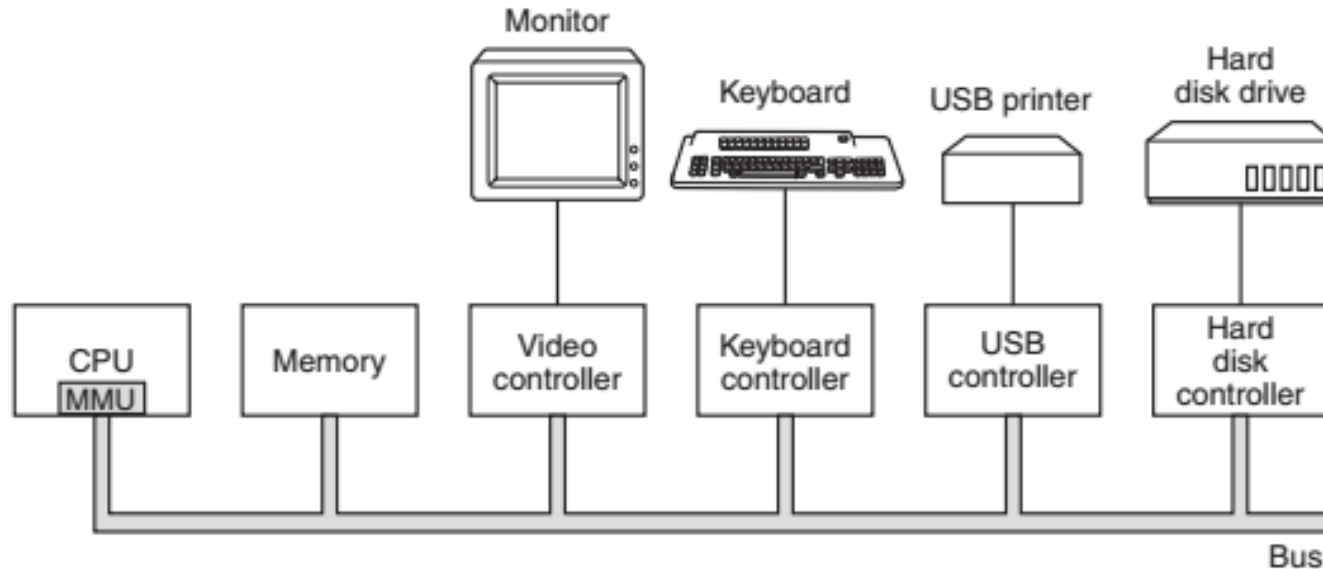 Monitor
Keyboard
USB printer
Hard
disk drive
CPU
MMU
Memory
Video
controller
Keyboard
controller
USB
controller
Hard
disk
controller
Bus